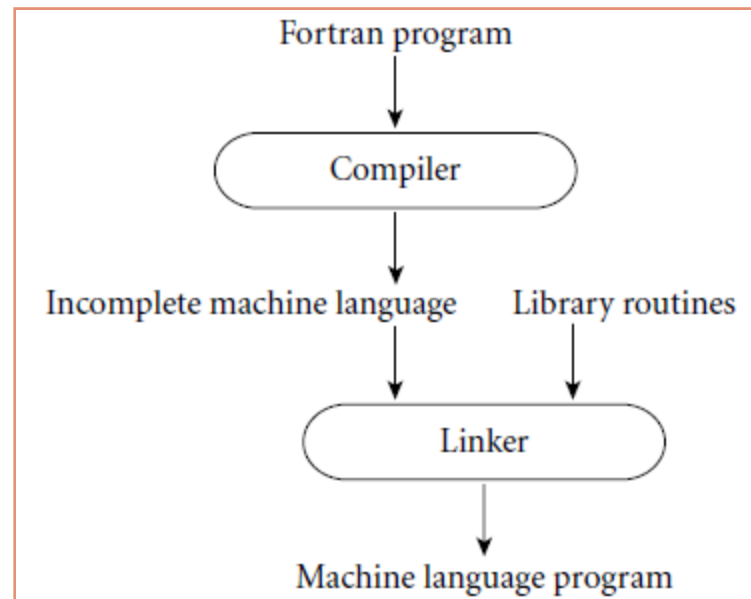 Fortran program
Compiler
Incomplete machine language Library routines
Linker
Machine language program